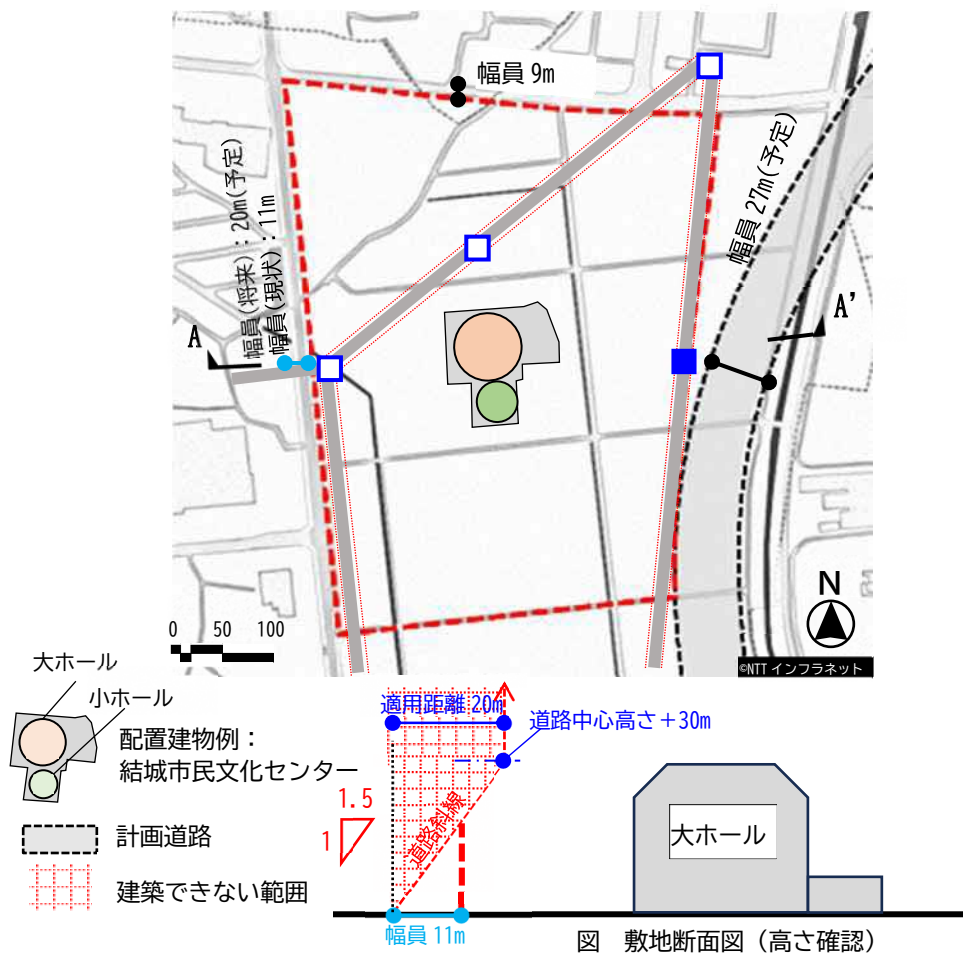 幅員 9m
幅員(将来)：20m(予定)
幅員(現状)：11m
幅員 27m(予定)
A
A'
N
0 50 100
©NTT インフラネット
大ホール
小ホール
配置建物例：
結城市民文化センター
計画道路
建築できない範囲
適用距離 20m
道路中心高さ＋30m
1.5
1
道路斜線
大ホール
幅員 11m
図 敷地断面図（高さ確認）